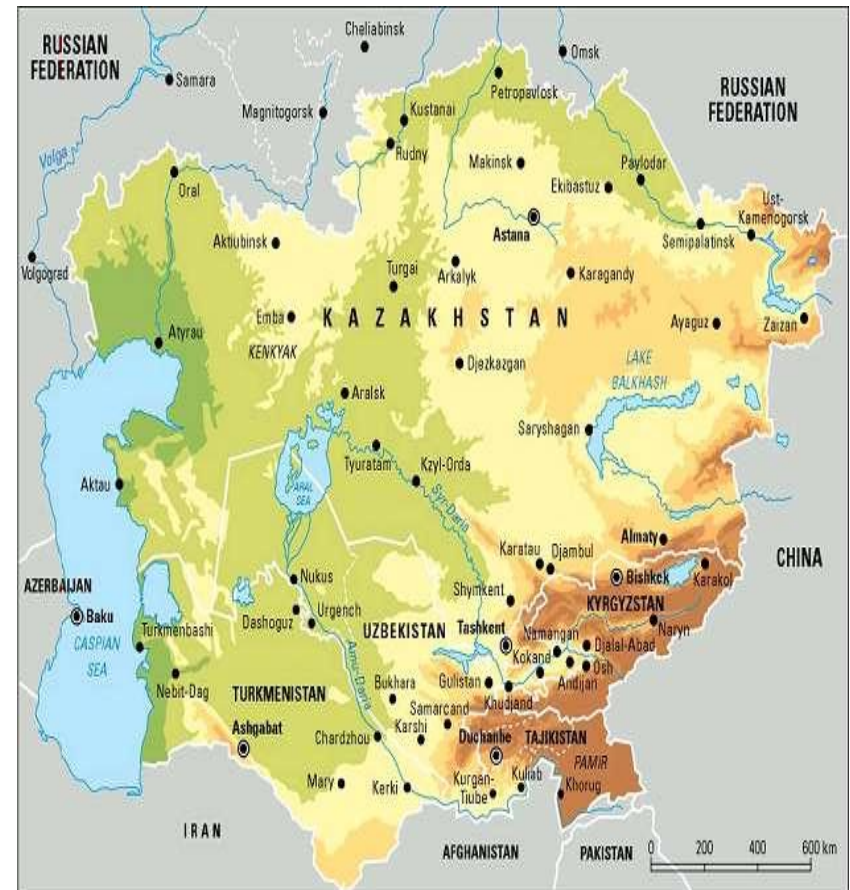 Cheliabinsk
RUSSIAN
FEDERATION
Omsk
Samara
Petropavlosk
RUSSIAN
FEDERATION
Magnitogorsk
Kustanai
Volga
Rudny
Makinsk
Pavlodar
Oral
Ekibastuz
Ust-
Kamenogorsk
Astana
Semipalatinsk
Aktiubinsk
Volgograd
Turgai
Arkalyk
Karagandy
Emba
KAZAKHSTAN
Ayaguz
Zaizan
Atyrau
KENKYAK
Djezkazgan
LAKE
BALKHASH
Aralsk
Saryshagan
Tyuratam
Kzyl-Orda
Aktau
ARAL
SEA
Syr-Daria
Almaty
Karatau
Djambul
CHINA
AZERBAIJAN
Nukus
Bishkek
Karakol
Baku
Shymkent
KYRGYZSTAN
Dashoguz
Urgench
UZBEKISTAN
Tashkent
Naryn
CASPIAN
SEA
Turkmenbashi
Namangan
Djalal-Abad
Kokand
Osh
Amu-Daria
Nebit-Dag
Gulistan
Andijan
TURKMENISTAN
Bukhara
Khudjand
Samarcand
Ashgabat
Chardzhou
Karshi
Duchanbe
TAJIKISTAN
PAMIR
Mary
Kerki
Kurgan-
Tiube
Kuliab
Khorug
IRAN
AFGHANISTAN
PAKISTAN
0 200 400 600 km